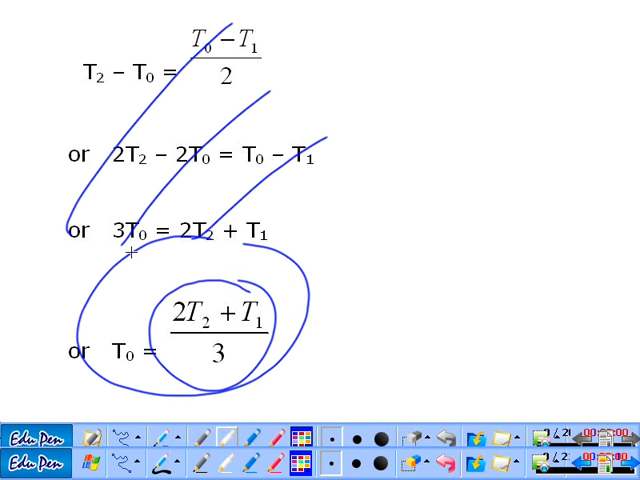 T₂ – T₀ = (T₀ – T₁)/2
or 2T₂ – 2T₀ = T₀ – T₁
or 3T₀ = 2T₂ + T₁
or T₀ = (2T₂ + T₁)/3
Edu Pen
Edu Pen